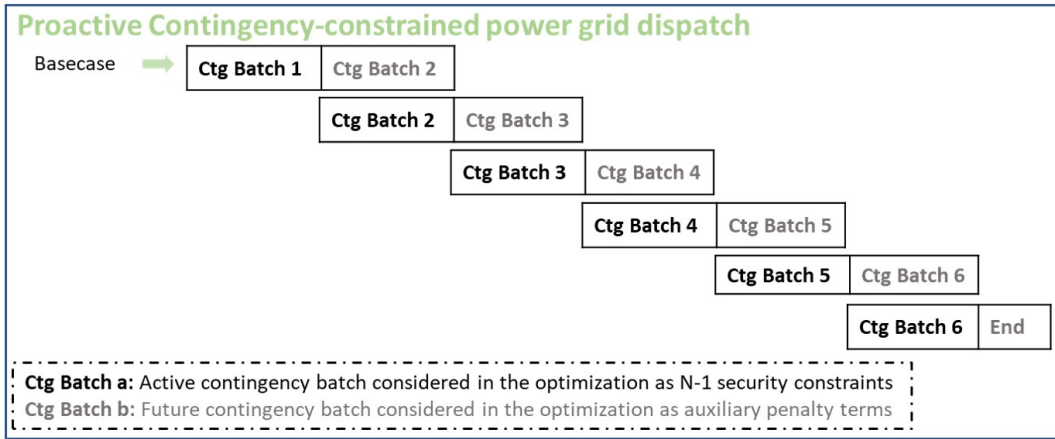 Proactive Contingency-constrained power grid dispatch
Basecase
Ctg Batch 1 Ctg Batch 2
Ctg Batch 2 Ctg Batch 3
Ctg Batch 3 Ctg Batch 4
Ctg Batch 4 Ctg Batch 5
Ctg Batch 5 Ctg Batch 6
Ctg Batch 6 End
Ctg Batch a: Active contingency batch considered in the optimization as N-1 security constraints
Ctg Batch b: Future contingency batch considered in the optimization as auxiliary penalty terms